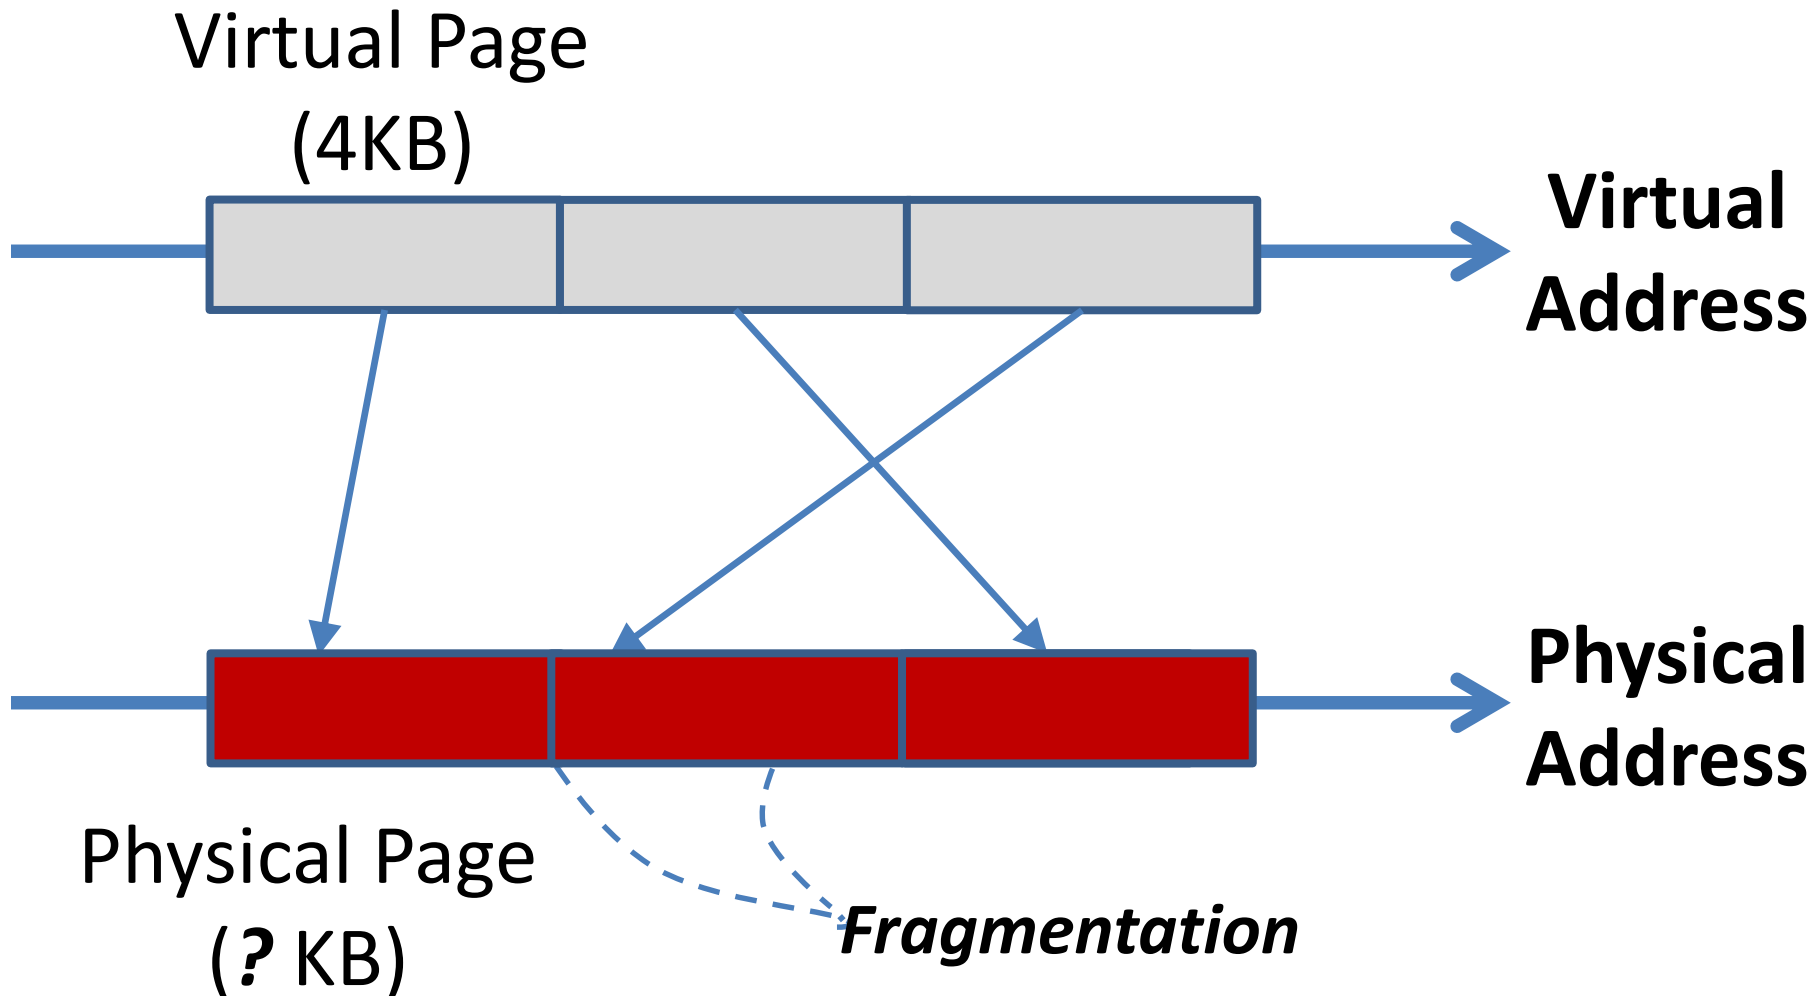 Virtual Page
(4KB)
Virtual
Address
Physical
Address
Physical Page
(? KB)
Fragmentation